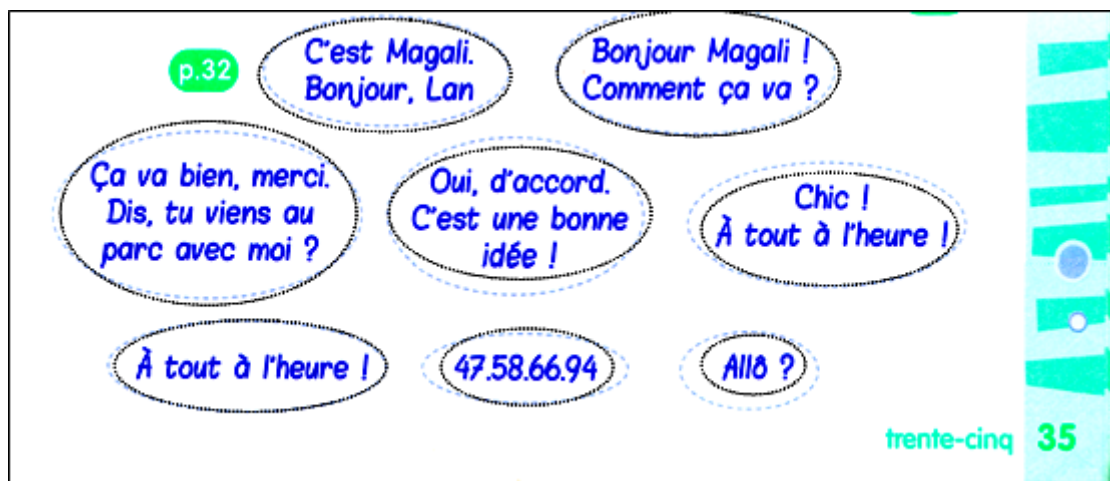 p.32
C'est Magali.
Bonjour, Lan
Bonjour Magali !
Comment ça va ?
Ça va bien, merci.
Dis, tu viens au
parc avec moi ?
Oui, d'accord.
C'est une bonne
idée !
Chic !
À tout à l'heure !
À tout à l'heure !
47.58.66.94
Allô ?
trente-cinq 35